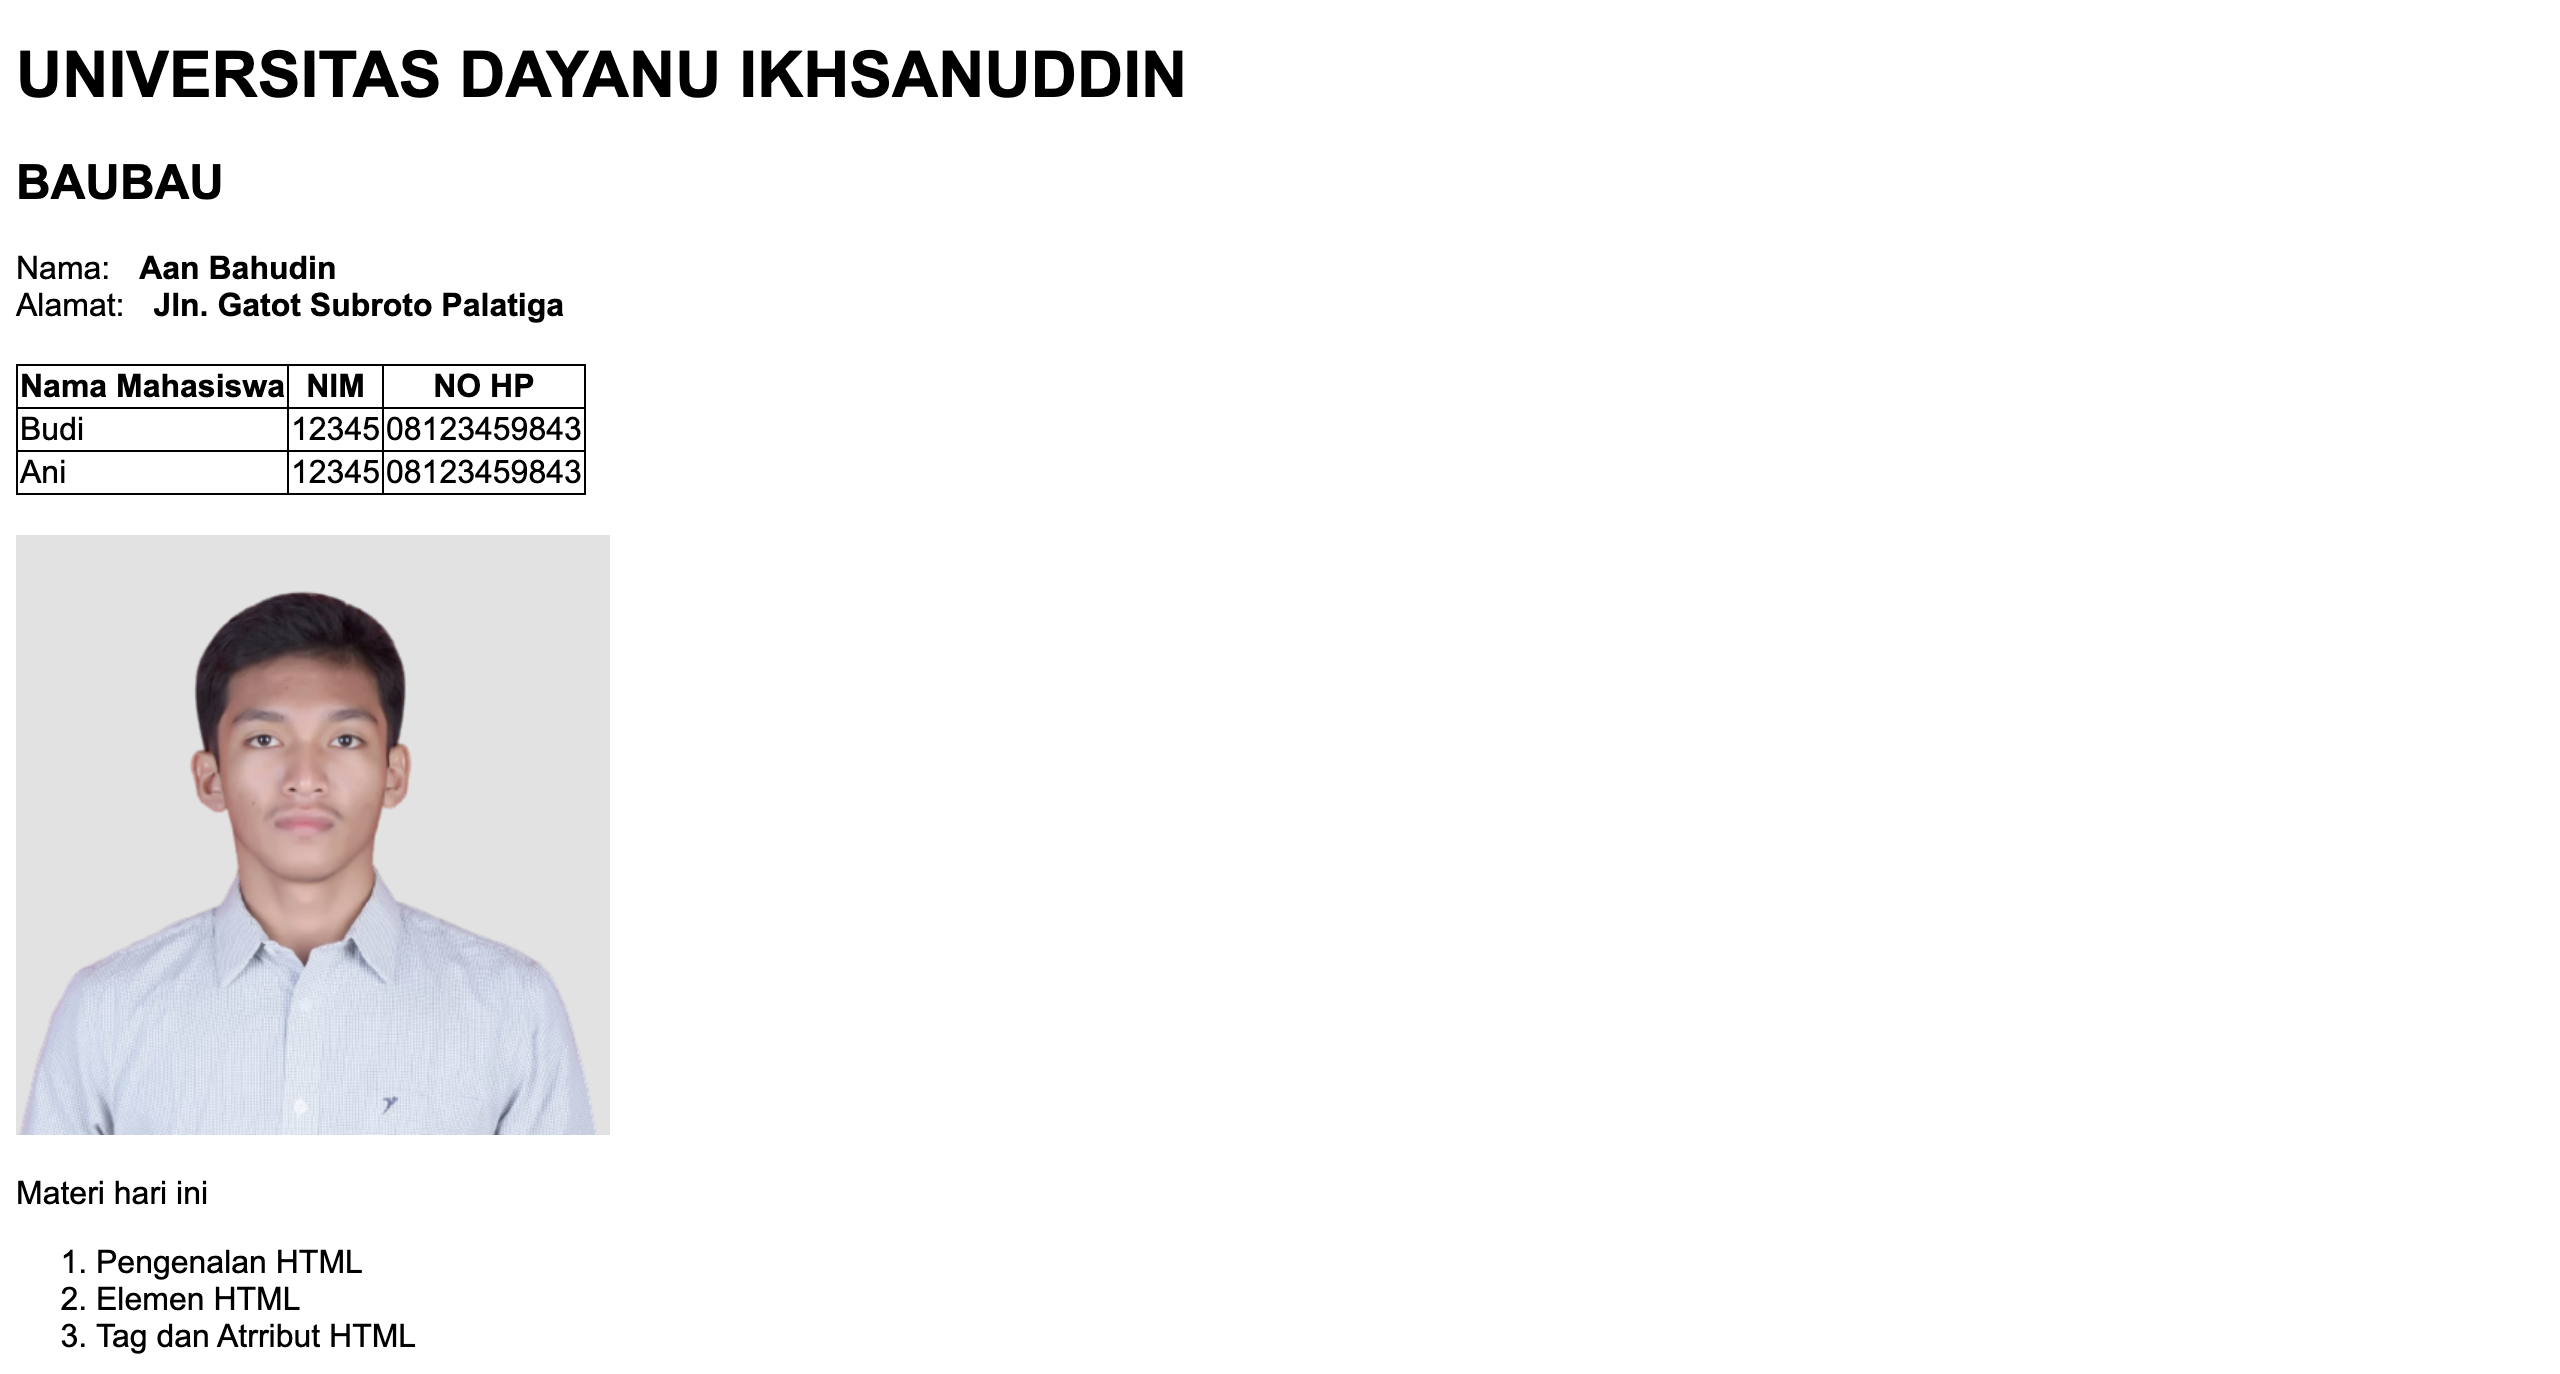 UNIVERSITAS DAYANU IKHSANUDDIN
BAUBAU
Nama: Aan Bahudin
Alamat: Jln. Gatot Subroto Palatiga
Nama Mahasiswa NIM NO HP
Budi 12345 08123459843
Ani 12345 08123459843
Materi hari ini
1. Pengenalan HTML
2. Elemen HTML
3. Tag dan Atrribut HTML